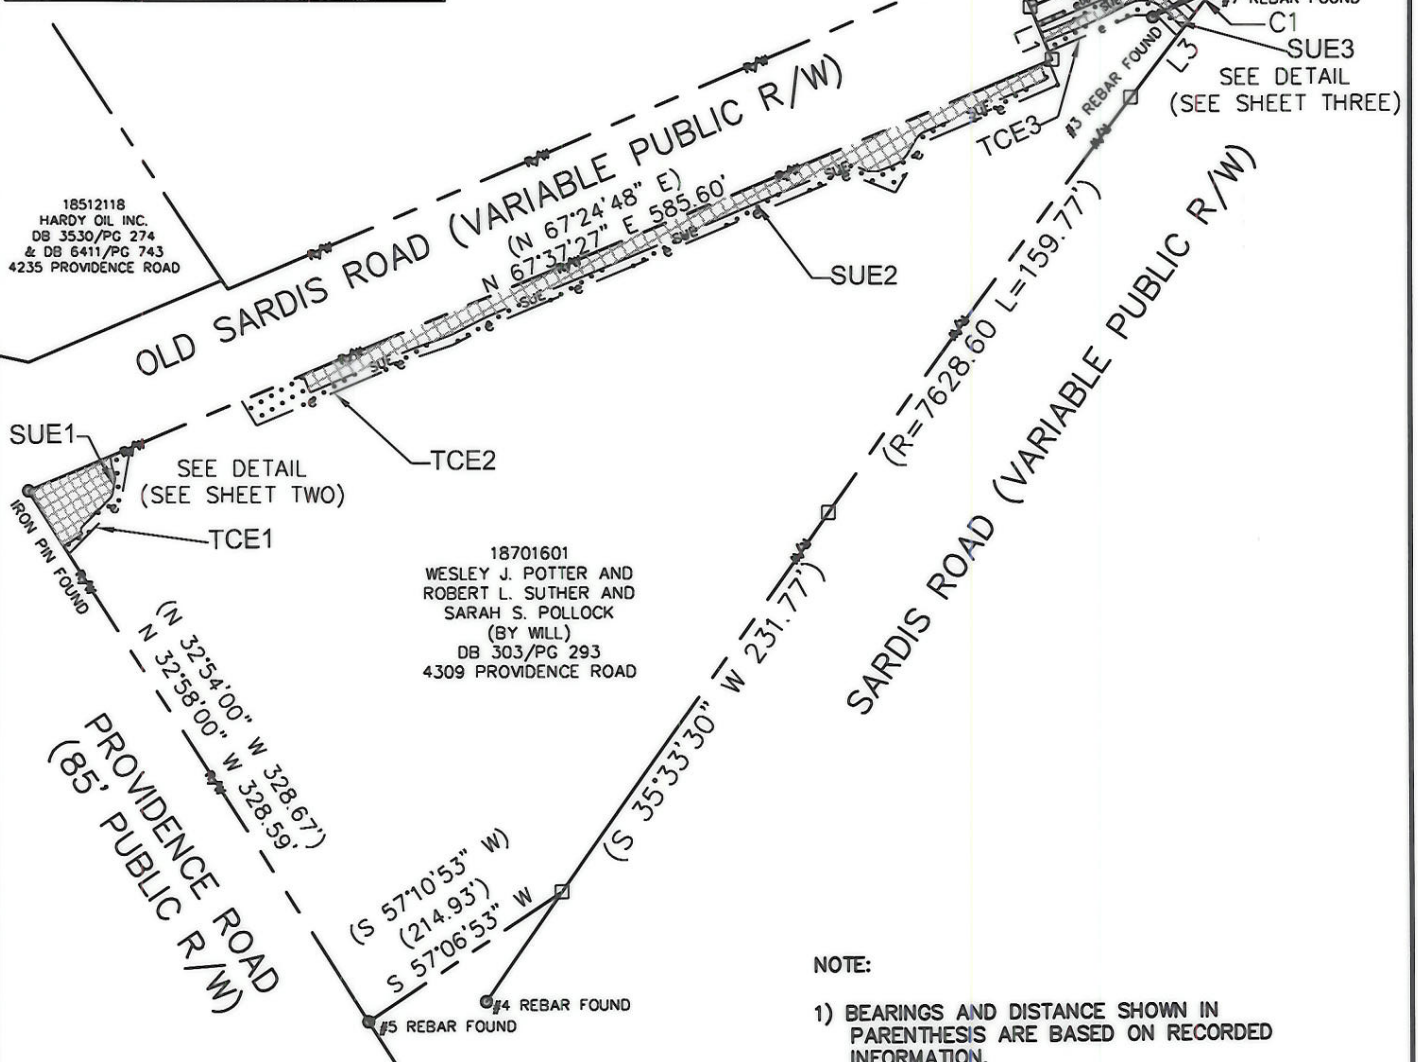 #7 REBAR FOUND
C1
SUE3
SEE DETAIL
(SEE SHEET THREE)
L1
L3
#3 REBAR FOUND
TCE3
18512118
HARDY OIL INC.
DB 3530/PG 274
& DB 6411/PG 743
4235 PROVIDENCE ROAD
OLD SARDIS ROAD (VARIABLE PUBLIC R/W)
(N 67°24'48" E)
N 67°37'27" E 585.60'
R/W
SUE
e
SUE2
TCE2
SUE1
SEE DETAIL
(SEE SHEET TWO)
TCE1
IRON PIN FOUND
(R=7628.60 L=159.77')
SARDIS ROAD (VARIABLE PUBLIC R/W)
18701601
WESLEY J. POTTER AND
ROBERT L. SUTHER AND
SARAH S. POLLOCK
(BY WILL)
DB 303/PG 293
4309 PROVIDENCE ROAD
(N 32°54'00" W 328.67')
N 32°58'00" W 328.59'
PROVIDENCE ROAD
(85' PUBLIC R/W)
(S 35°33'30" W 231.77')
(S 57°10'53" W)
(214.93')
S 57°06'53" W
#4 REBAR FOUND
#5 REBAR FOUND
NOTE:
1) BEARINGS AND DISTANCE SHOWN IN
PARENTHESIS ARE BASED ON RECORDED
INFORMATION.